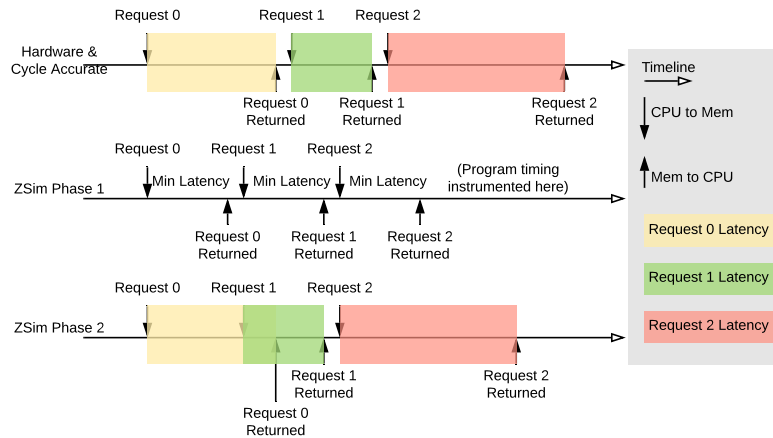 Request 0
Request 1
Request 2
Hardware &
Cycle Accurate
Request 0
Returned
Request 1
Returned
Request 2
Returned
Request 0
Request 1
Request 2
ZSim Phase 1
Min Latency
Min Latency
Min Latency
(Program timing
instrumented here)
Request 0
Returned
Request 1
Returned
Request 2
Returned
Request 0
Request 1
Request 2
ZSim Phase 2
Request 1
Returned
Request 2
Returned
Request 0
Returned
Timeline
CPU to Mem
Mem to CPU
Request 0 Latency
Request 1 Latency
Request 2 Latency